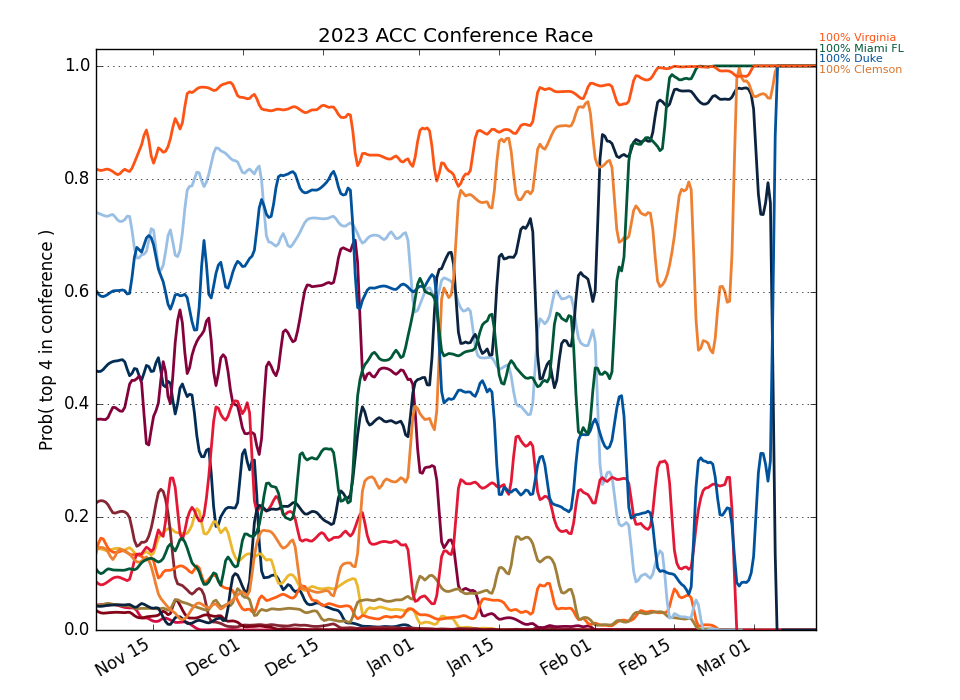 2023 ACC Conference Race
100% Virginia
100% Miami FL
100% Duke
100% Clemson
Prob( top 4 in conference )
1.0
0.8
0.6
0.4
0.2
0.0
Nov 15
Dec 01
Dec 15
Jan 01
Jan 15
Feb 01
Feb 15
Mar 01